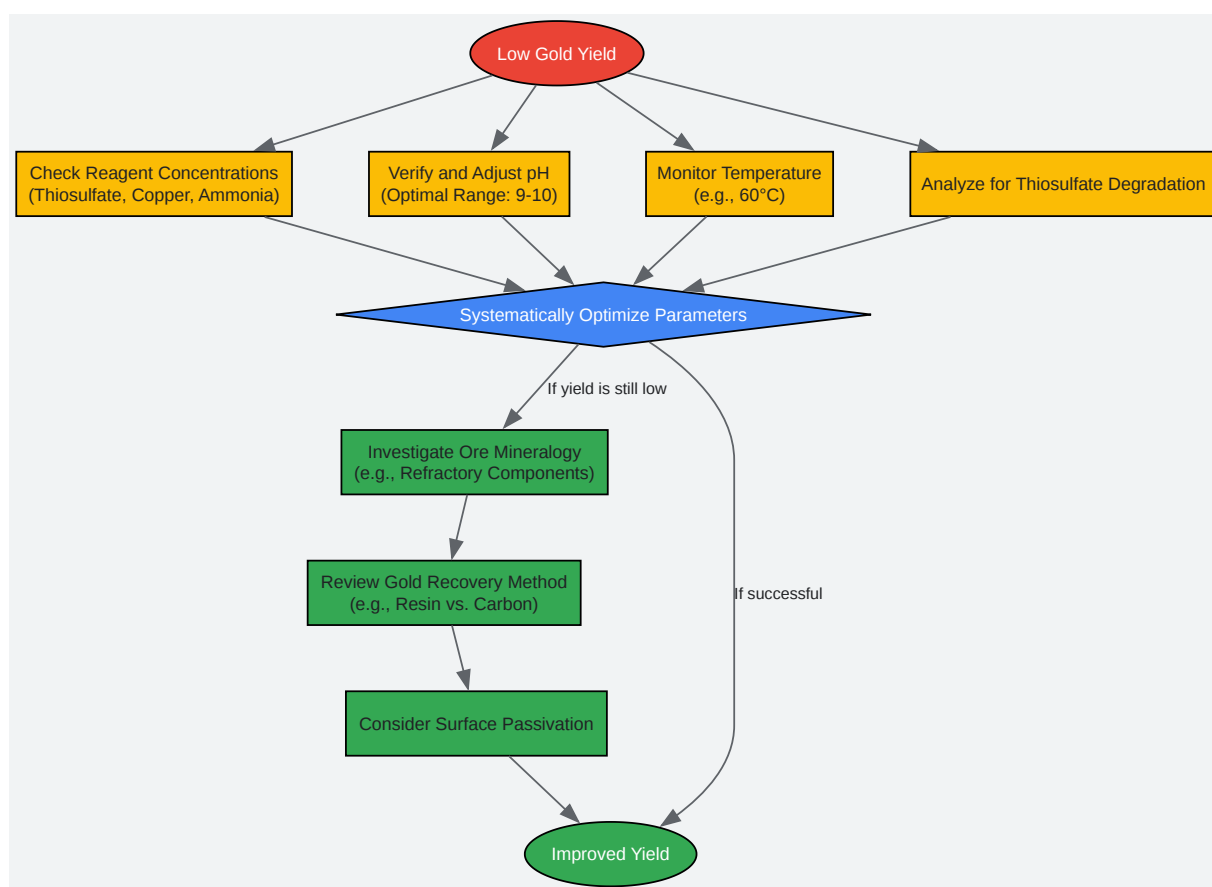 Low Gold Yield
Check Reagent Concentrations
(Thiosulfate, Copper, Ammonia)
Verify and Adjust pH
(Optimal Range: 9-10)
Monitor Temperature
(e.g., 60°C)
Analyze for Thiosulfate Degradation
Systematically Optimize Parameters
If yield is still low
Investigate Ore Mineralogy
(e.g., Refractory Components)
Review Gold Recovery Method
(e.g., Resin vs. Carbon)
If successful
Consider Surface Passivation
Improved Yield